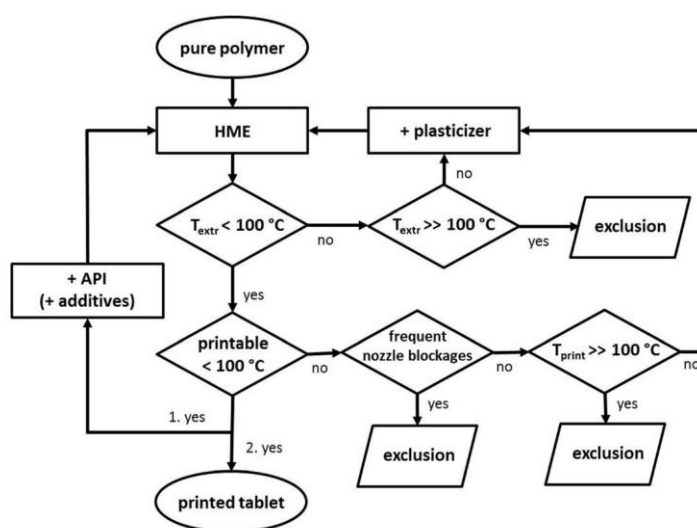 pure polymer
HME
+ plasticizer
no
T_extr < 100 °C
no
T_extr >> 100 °C
yes
exclusion
+ API
(+ additives)
yes
printable
< 100 °C
no
frequent
nozzle blockages
no
T_print >> 100 °C
no
1. yes
yes
yes
2. yes
exclusion
exclusion
printed tablet